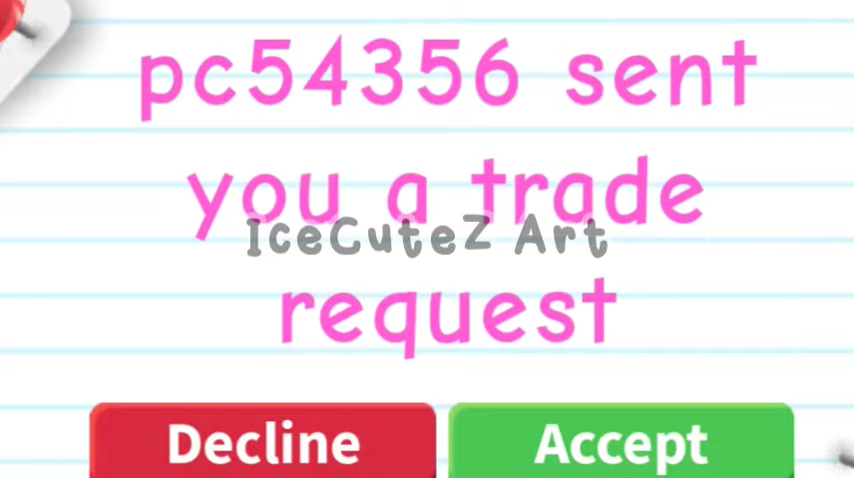 pc54356 sent
you a trade
IceCuteZ Art
request
Decline Accept